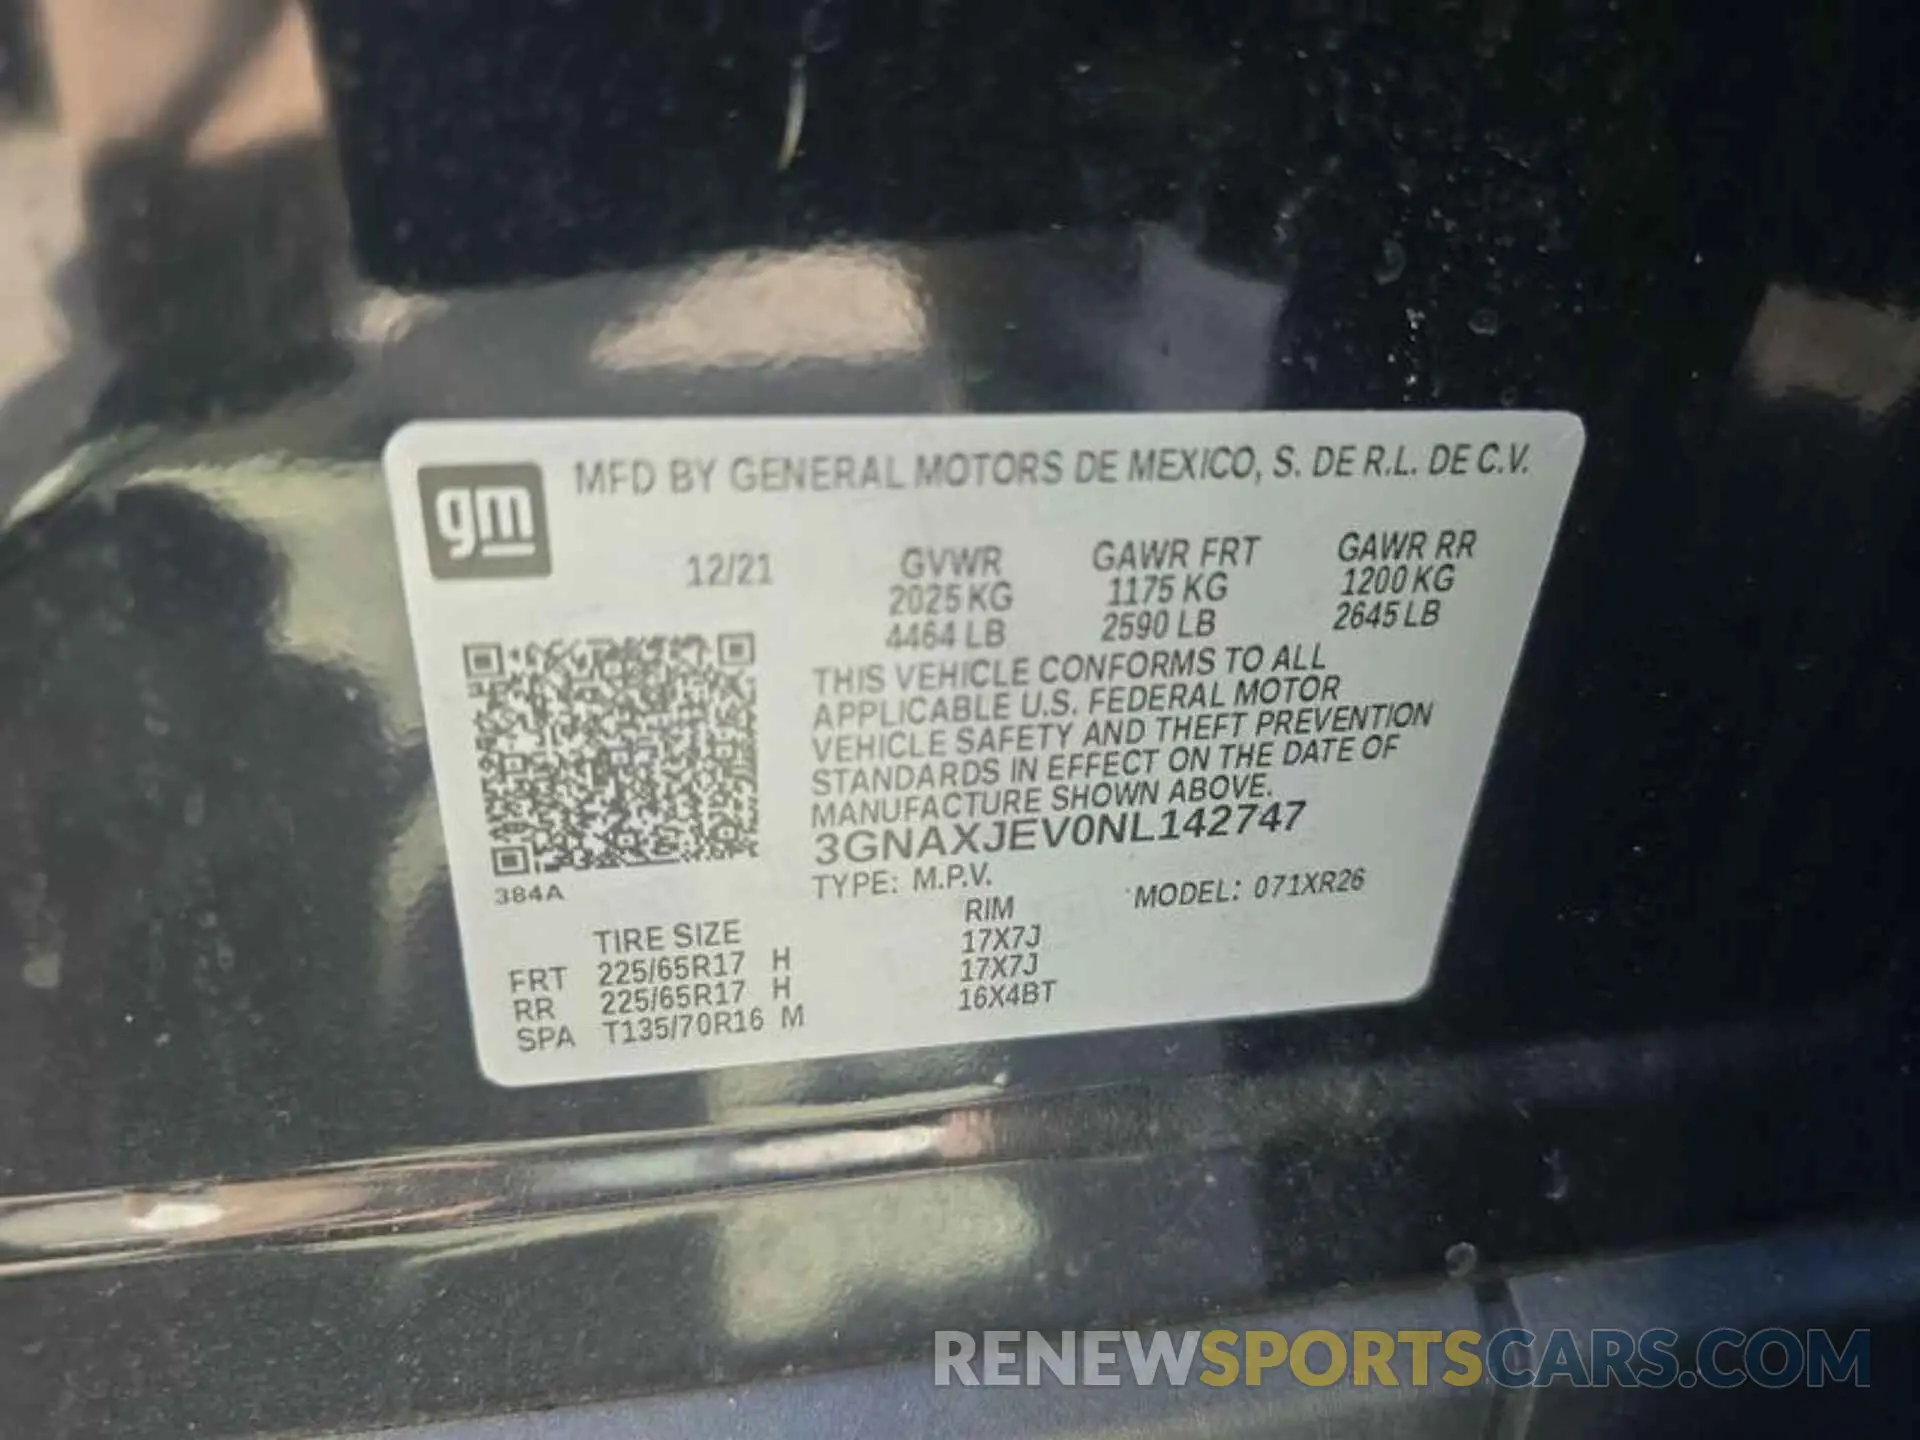 gm
MFD BY GENERAL MOTORS DE MEXICO, S. DE R.L. DE C.V.
12/21 GVWR GAWR FRT GAWR RR
2025 KG 1175 KG 1200 KG
4464 LB 2590 LB 2645 LB
THIS VEHICLE CONFORMS TO ALL
APPLICABLE U.S. FEDERAL MOTOR
VEHICLE SAFETY AND THEFT PREVENTION
STANDARDS IN EFFECT ON THE DATE OF
MANUFACTURE SHOWN ABOVE.
3GNAXJEV0NL142747
384A
TYPE: M.P.V. MODEL: 071XR26
TIRE SIZE RIM
FRT 225/65R17 H 17X7J
RR 225/65R17 H 17X7J
SPA T135/70R16 M 16X4BT
RENEWSPORTSCARS.COM